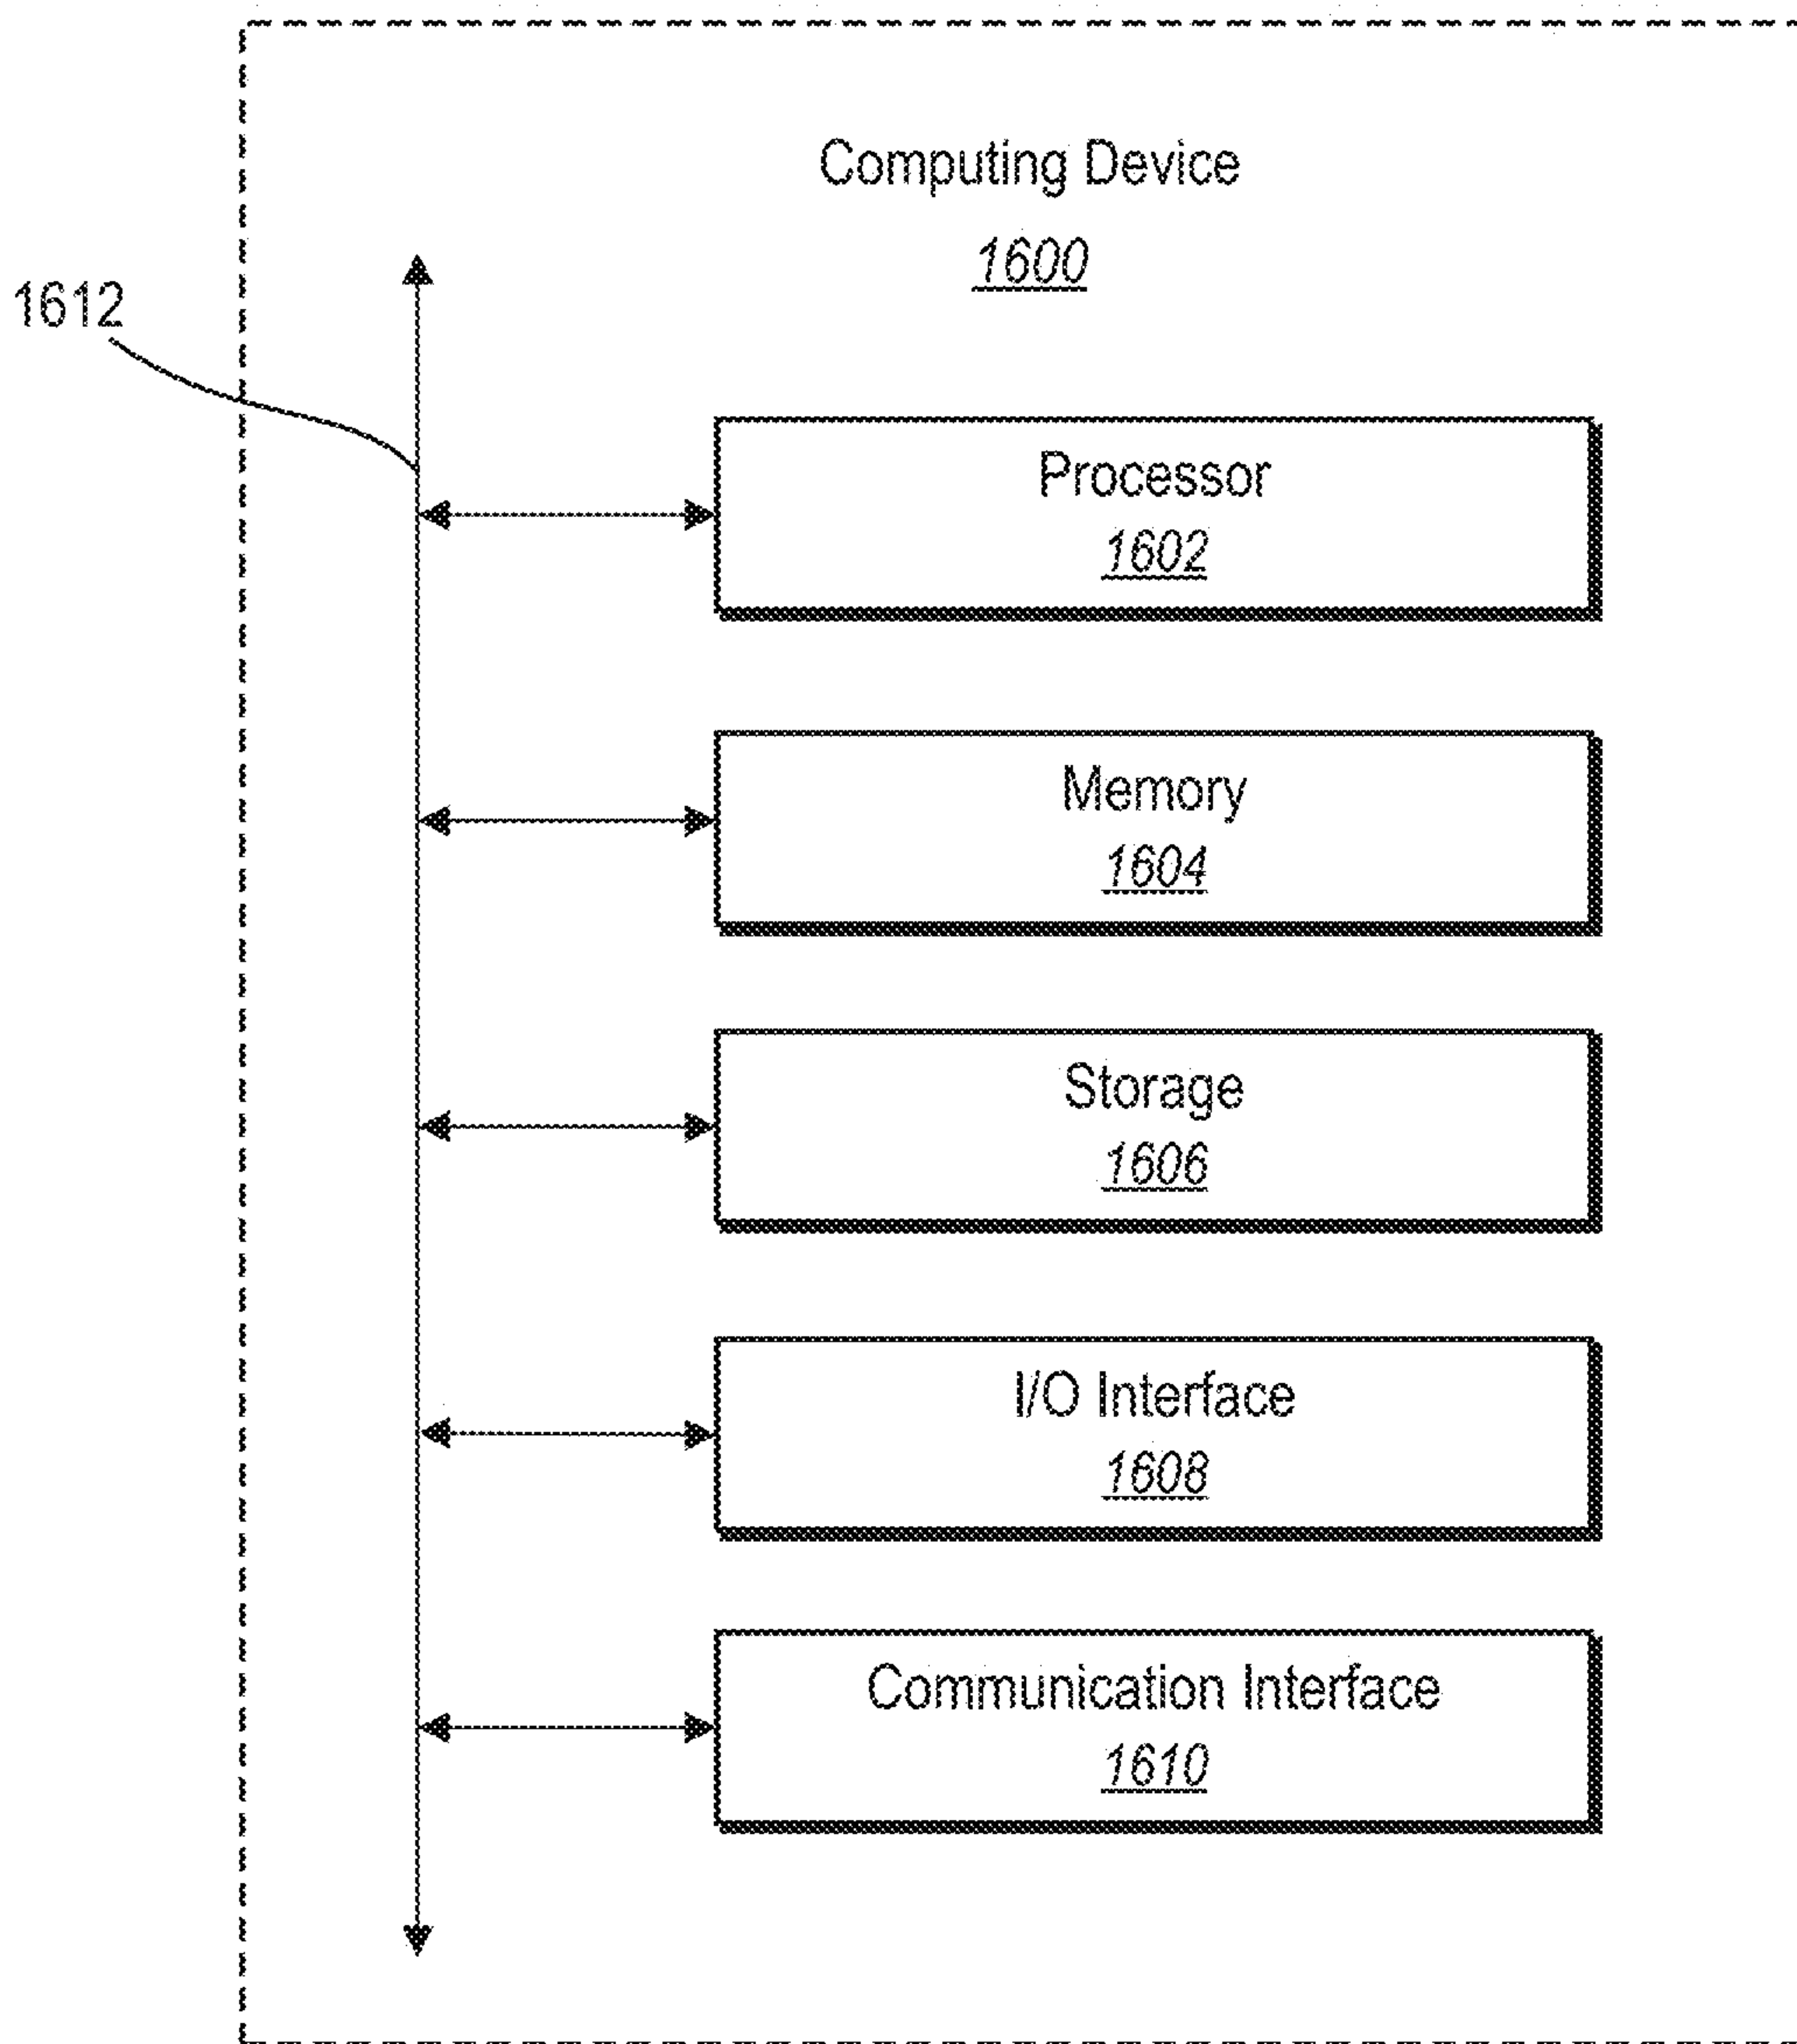 Computing Device
1600
1612
Processor
1602
Memory
1604
Storage
1606
I/O Interface
1608
Communication Interface
1610